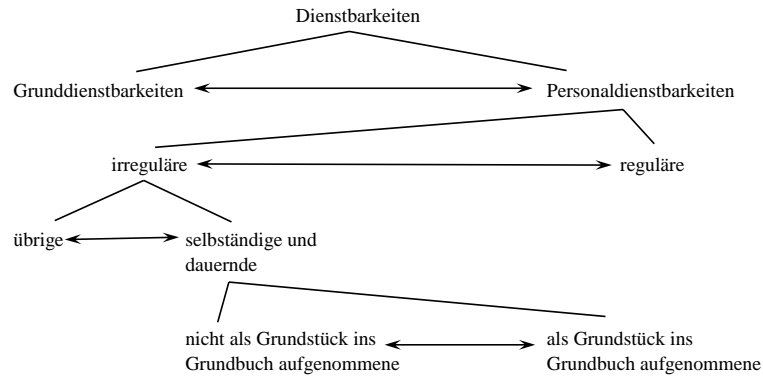 Dienstbarkeiten
Grunddienstbarkeiten
Personaldienstbarkeiten
irreguläre
reguläre
übrige
selbständige und
dauernde
nicht als Grundstück ins
Grundbuch aufgenommene
als Grundstück ins
Grundbuch aufgenommene